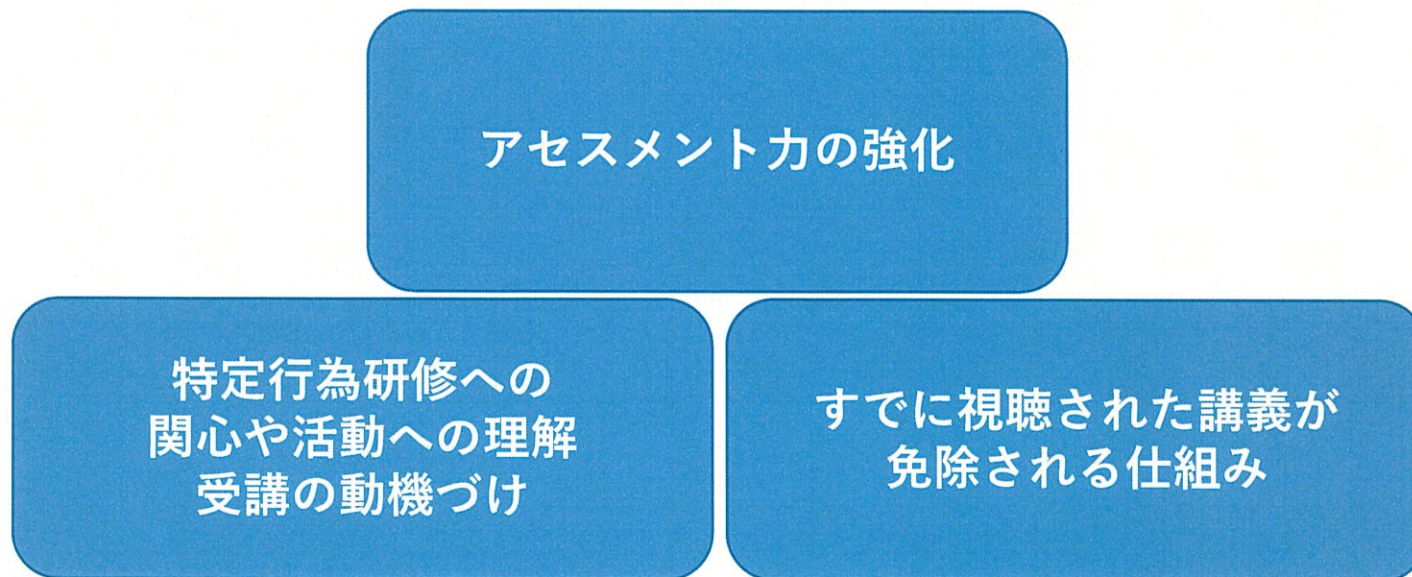 アセスメント力の強化
特定行為研修への
関心や活動への理解
受講の動機づけ
すでに視聴された講義が
免除される仕組み